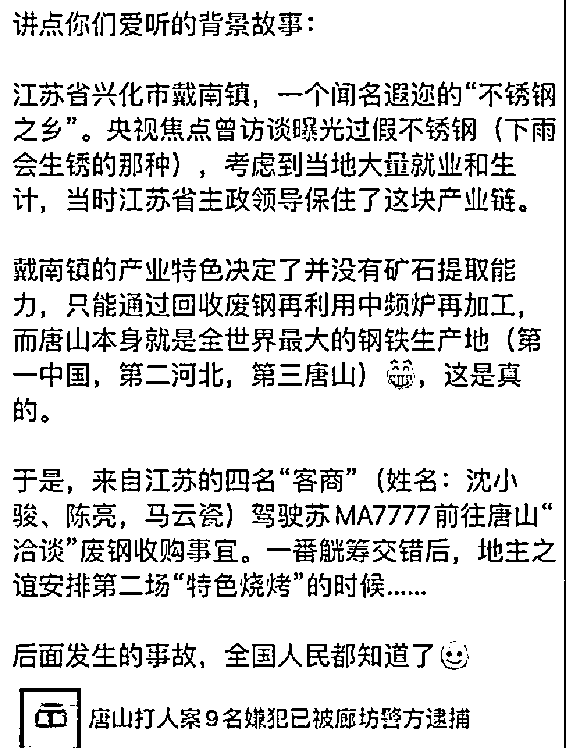 讲点你们爱听的背景故事：
江苏省兴化市戴南镇，一个闻名遐迩的“不锈钢
之乡”。央视焦点曾访谈曝光过假不锈钢（下雨
会生锈的那种），考虑到当地大量就业和生
计，当时江苏省主政领导保住了这块产业链。
戴南镇的产业特色决定了并没有矿石提取能
力，只能通过回收废钢再利用中频炉再加工，
而唐山本身就是全世界最大的钢铁生产地（第
一中国，第二河北，第三唐山）😁，这是真
的。
于是，来自江苏的四名“客商”（姓名：沈小
骏、陈亮，马云瓷）驾驶苏MA7777前往唐山“
洽谈”废钢收购事宜。一番觥筹交错后，地主之
谊安排第二场“特色烧烤”的时候......
后面发生的事故，全国人民都知道了🙂
唐山打人案9名嫌犯已被廊坊警方逮捕